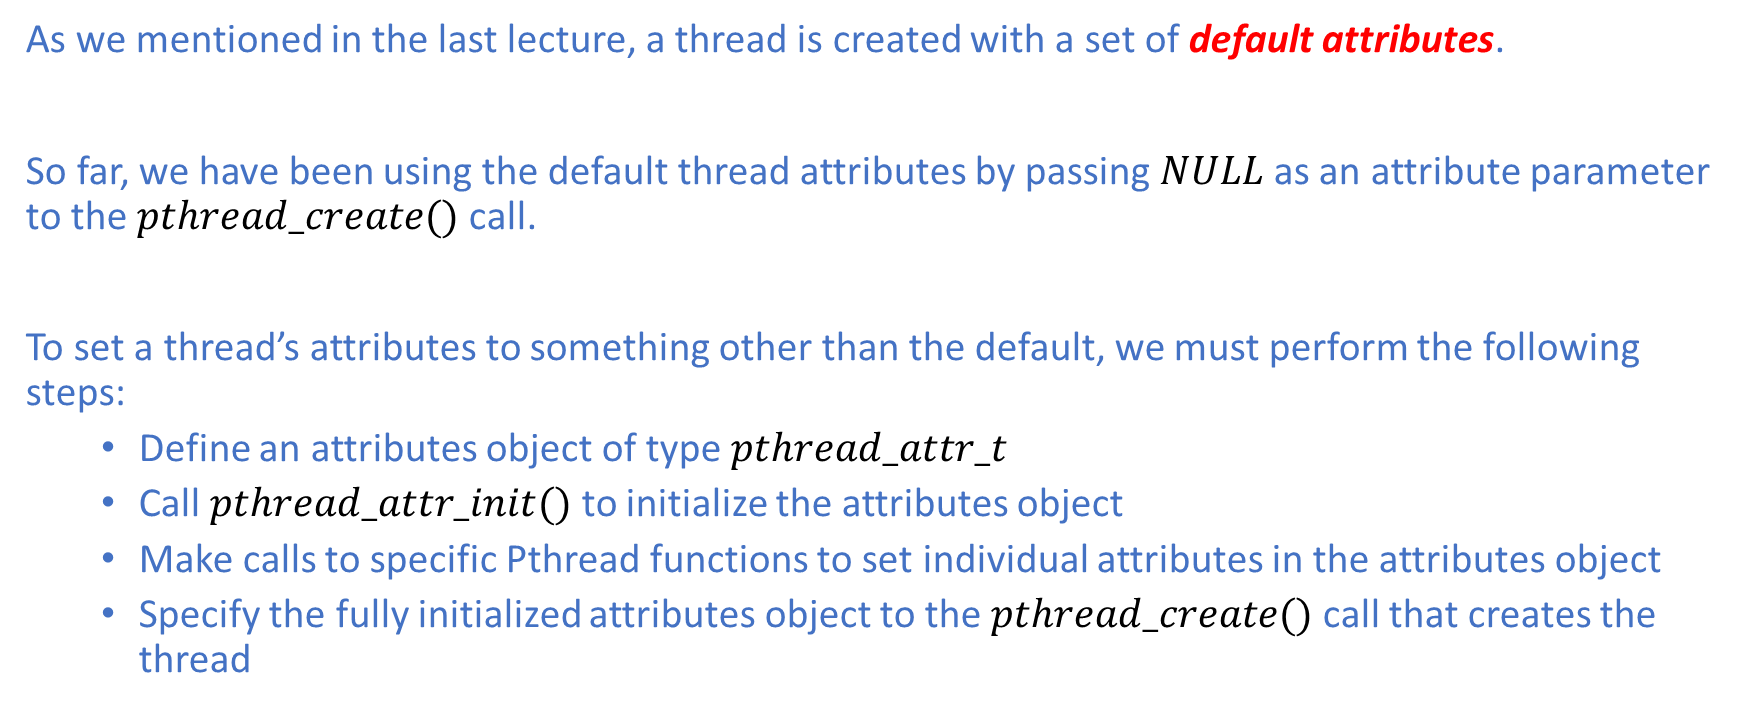 As we mentioned in the last lecture, a thread is created with a set of default attributes.
So far, we have been using the default thread attributes by passing NULL as an attribute parameter
to the pthread_create() call.
To set a thread’s attributes to something other than the default, we must perform the following
steps:
• Define an attributes object of type pthread_attr_t
• Call pthread_attr_init() to initialize the attributes object
• Make calls to specific Pthread functions to set individual attributes in the attributes object
• Specify the fully initialized attributes object to the pthread_create() call that creates the
thread